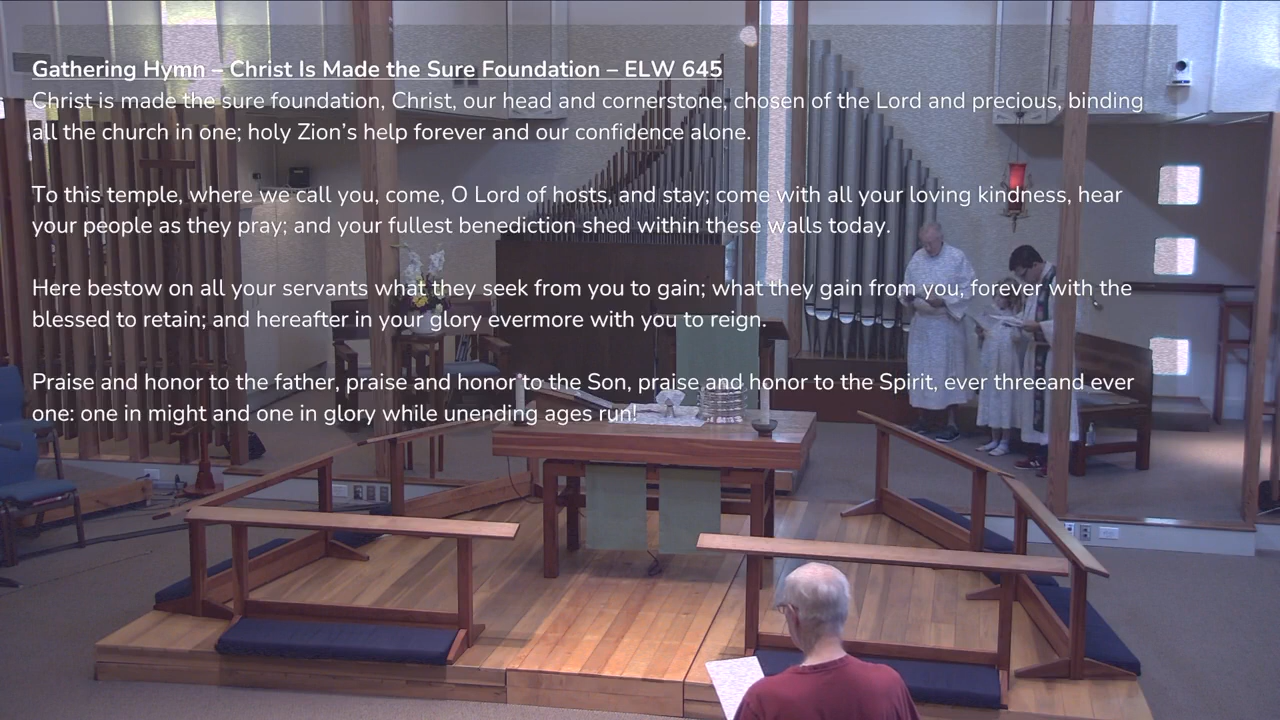 Gathering Hymn – Christ Is Made the Sure Foundation – ELW 645
Christ is made the sure foundation, Christ, our head and cornerstone, chosen of the Lord and precious, binding
all the church in one; holy Zion’s help forever and our confidence alone.
To this temple, where we call you, come, O Lord of hosts, and stay; come with all your loving kindness, hear
your people as they pray; and your fullest benediction shed within these walls today.
Here bestow on all your servants what they seek from you to gain; what they gain from you, forever with the
blessed to retain; and hereafter in your glory evermore with you to reign.
Praise and honor to the father, praise and honor to the Son, praise and honor to the Spirit, ever threeand ever
one: one in might and one in glory while unending ages run!